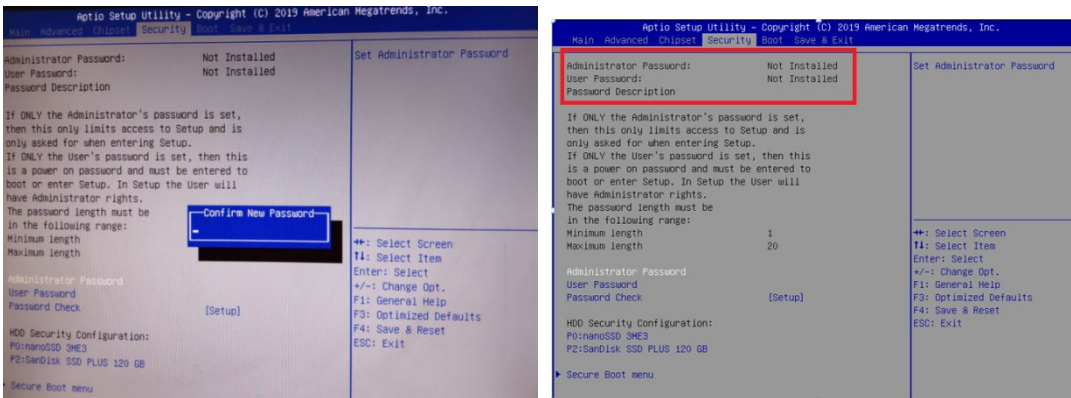 Aptio Setup Utility – Copyright (C) 2019 American Megatrends, Inc.
Main Advanced Chipset Security Boot Save & Exit
Administrator Password: Not Installed
User Password: Not Installed
Password Description
If ONLY the Administrator's password is set,
then this only limits access to Setup and is
only asked for when entering Setup.
If ONLY the User's password is set, then this
is a power on password and must be entered to
boot or enter Setup. In Setup the User will
have Administrator rights.
The password length must be
in the following range:
Minimum length
Maximum length
Administrator Password
User Password
Password Check [Setup]
HDD Security Configuration:
P0:nanoSSD 3ME3
P2:SanDisk SSD PLUS 120 GB
Secure Boot menu
Confirm New Password
Set Administrator Password
→←: Select Screen
↑↓: Select Item
Enter: Select
+/-: Change Opt.
F1: General Help
F3: Optimized Defaults
F4: Save & Reset
ESC: Exit
Aptio Setup Utility – Copyright (C) 2019 American Megatrends, Inc.
Main Advanced Chipset Security Boot Save & Exit
Administrator Password: Not Installed
User Password: Not Installed
Password Description
If ONLY the Administrator's password is set,
then this only limits access to Setup and is
only asked for when entering Setup.
If ONLY the User's password is set, then this
is a power on password and must be entered to
boot or enter Setup. In Setup the User will
have Administrator rights.
The password length must be
in the following range:
Minimum length 1
Maximum length 20
Administrator Password
User Password
Password Check [Setup]
HDD Security Configuration:
P0:nanoSSD 3ME3
P2:SanDisk SSD PLUS 120 GB
Secure Boot menu
Set Administrator Password
→←: Select Screen
↑↓: Select Item
Enter: Select
+/-: Change Opt.
F1: General Help
F3: Optimized Defaults
F4: Save & Reset
ESC: Exit